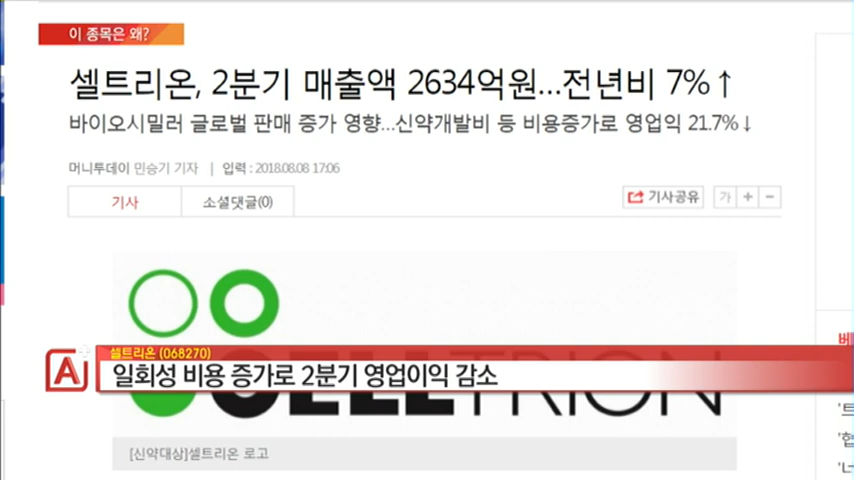 이 종목은 왜?
셀트리온, 2분기 매출액 2634억원...전년비 7%↑
바이오시밀러 글로벌 판매 증가 영향...신약개발비 등 비용증가로 영업익 21.7%↓
머니투데이 민승기 기자 | 입력 : 2018.08.08 17:06
기사 소셜댓글(0) 기사공유 가 + -
A+
셀트리온 (068270)
일회성 비용 증가로 2분기 영업이익 감소
CELLTRION
[신약대상]셀트리온 로고